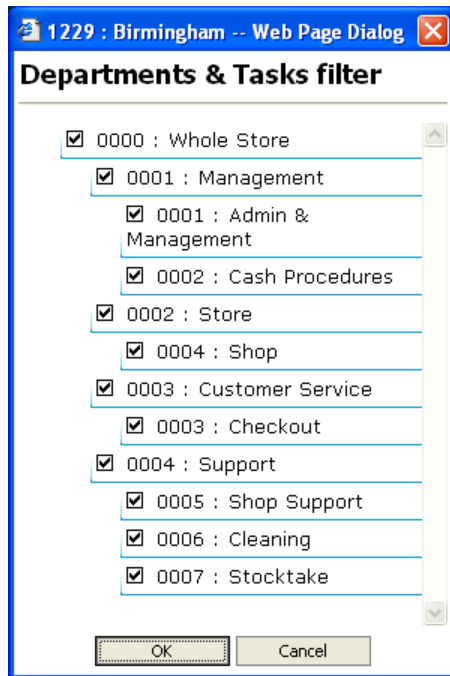 1229 : Birmingham -- Web Page Dialog
Departments & Tasks filter
0000 : Whole Store
0001 : Management
0001 : Admin &
Management
0002 : Cash Procedures
0002 : Store
0004 : Shop
0003 : Customer Service
0003 : Checkout
0004 : Support
0005 : Shop Support
0006 : Cleaning
0007 : Stocktake
OK Cancel